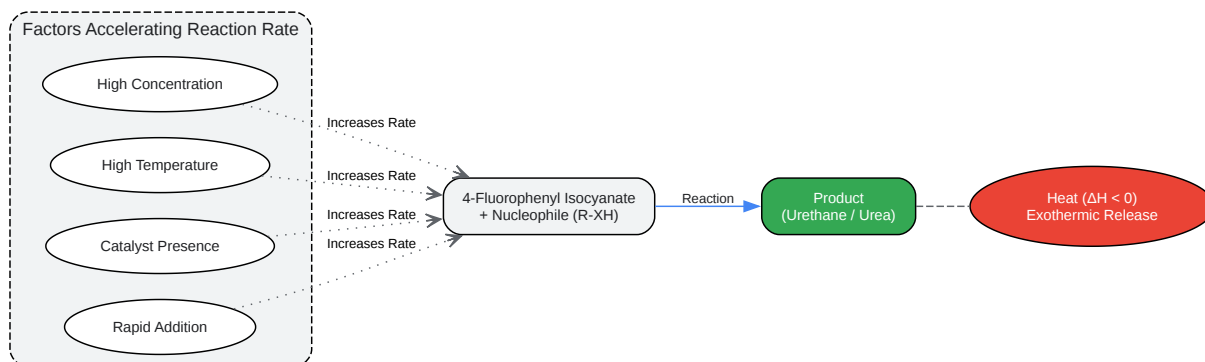 Factors Accelerating Reaction Rate
High Concentration
Increases Rate
High Temperature
Increases Rate
Catalyst Presence
Increases Rate
Rapid Addition
Increases Rate
4-Fluorophenyl Isocyanate
+ Nucleophile (R-XH)
Reaction
Product
(Urethane / Urea)
Heat (ΔH < 0)
Exothermic Release